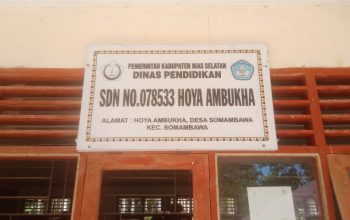 PEMERINTAH KABUPATEN NIAS SELATAN
DINAS PENDIDIKAN
SDN NO.078533 HOYA AMBUKHA
ALAMAT : HOYA AMBUKHA, DESA SOMAMBAWA
KEC. SOMAMBAWA